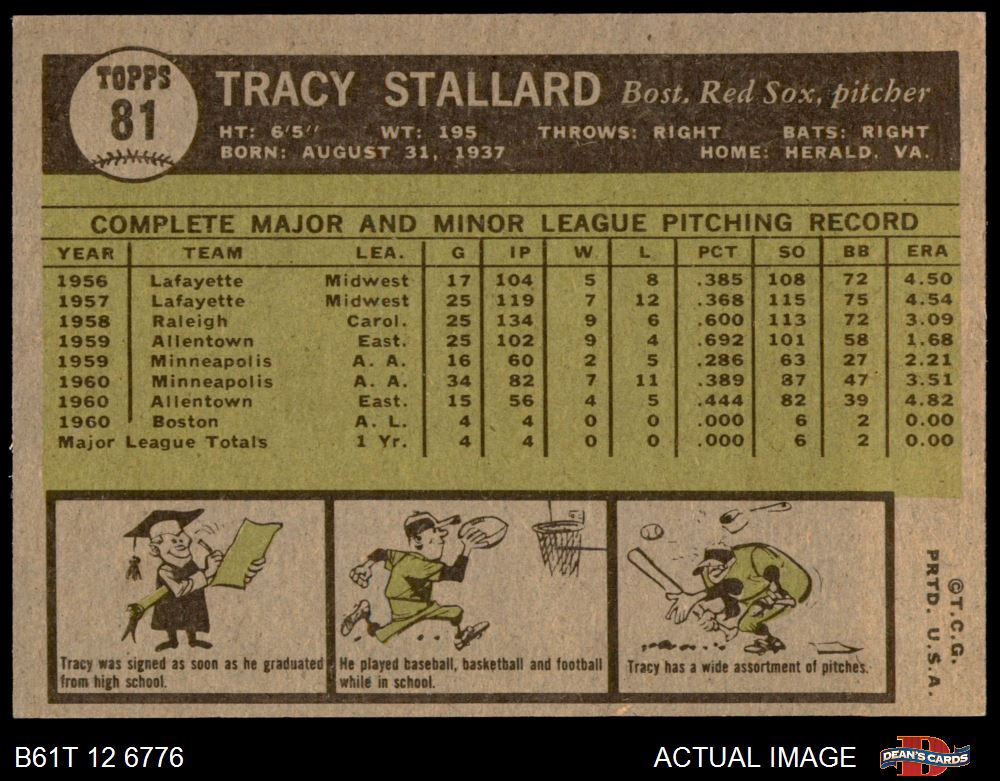 TOPPS
81
TRACY STALLARD Bost. Red Sox, pitcher
HT: 6'5" WT: 195 THROWS: RIGHT BATS: RIGHT
BORN: AUGUST 31, 1937 HOME: HERALD, VA.
COMPLETE MAJOR AND MINOR LEAGUE PITCHING RECORD
YEAR TEAM LEA. G IP W L PCT SO BB ERA
1956 Lafayette Midwest 17 104 5 8 .385 108 72 4.50
1957 Lafayette Midwest 25 119 7 12 .368 115 75 4.54
1958 Raleigh Carol. 25 134 9 6 .600 113 72 3.09
1959 Allentown East. 25 102 9 4 .692 101 58 1.68
1959 Minneapolis A. A. 16 60 2 5 .286 63 27 2.21
1960 Minneapolis A. A. 34 82 7 11 .389 87 47 3.51
1960 Allentown East. 15 56 4 5 .444 82 39 4.82
1960 Boston A. L. 4 4 0 0 .000 6 2 0.00
Major League Totals 1 Yr. 4 4 0 0 .000 6 2 0.00
Tracy was signed as soon as he graduated
from high school.
He played baseball, basketball and football
while in school.
Tracy has a wide assortment of pitches.
©T.C.G.
PRTD. U.S.A.
B61T 12 6776
ACTUAL IMAGE
DEAN'S CARDS